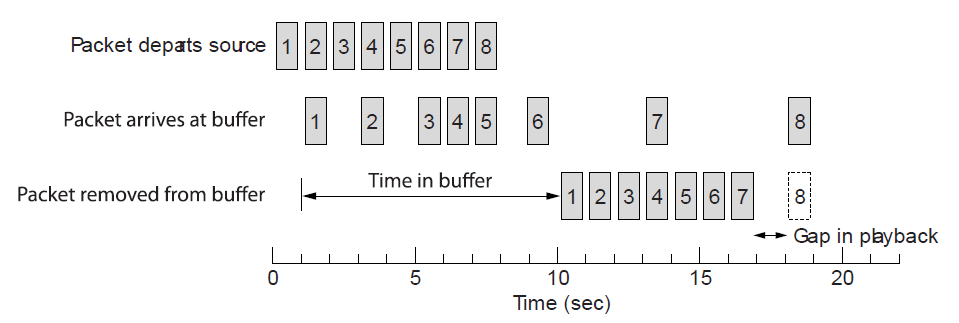 Packet departs source 1 2 3 4 5 6 7 8
Packet arrives at buffer 1 2 3 4 5 6 7 8
Packet removed from buffer Time in buffer 1 2 3 4 5 6 7 8
Gap in playback
0 5 10 15 20
Time (sec)